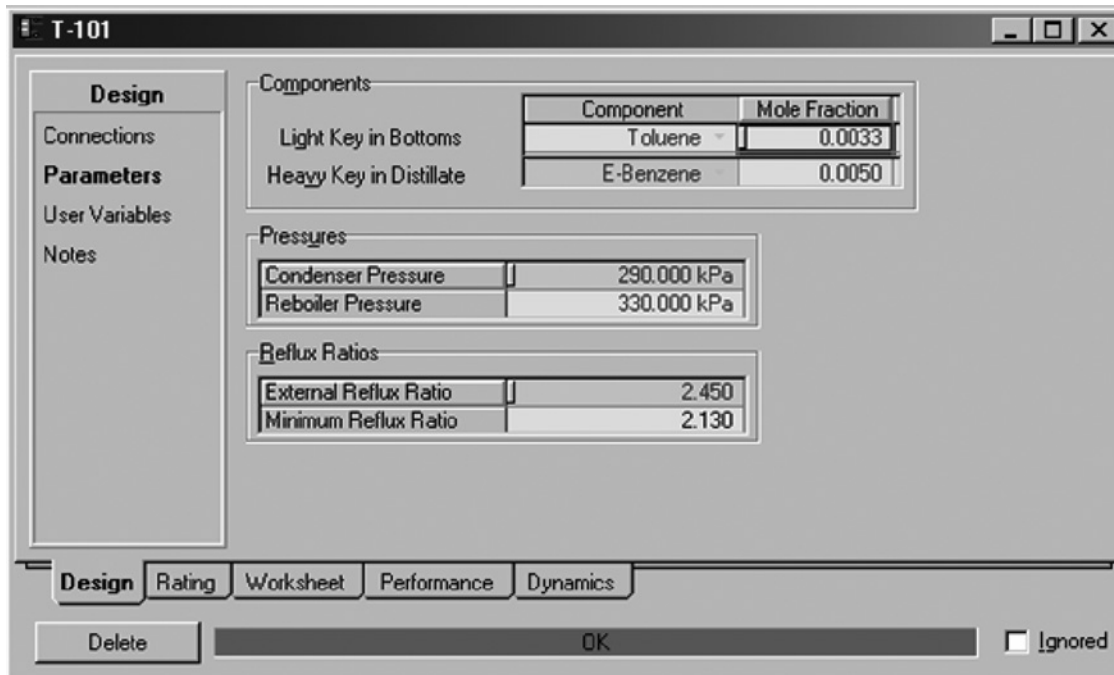 T-101
Design
Connections
Parameters
User Variables
Notes
Components
Component Mole Fraction
Light Key in Bottoms Toluene 0.0033
Heavy Key in Distillate E-Benzene 0.0050
Pressures
Condenser Pressure 290.000 kPa
Reboiler Pressure 330.000 kPa
Reflux Ratios
External Reflux Ratio 2.450
Minimum Reflux Ratio 2.130
Design Rating Worksheet Performance Dynamics
Delete OK Ignored